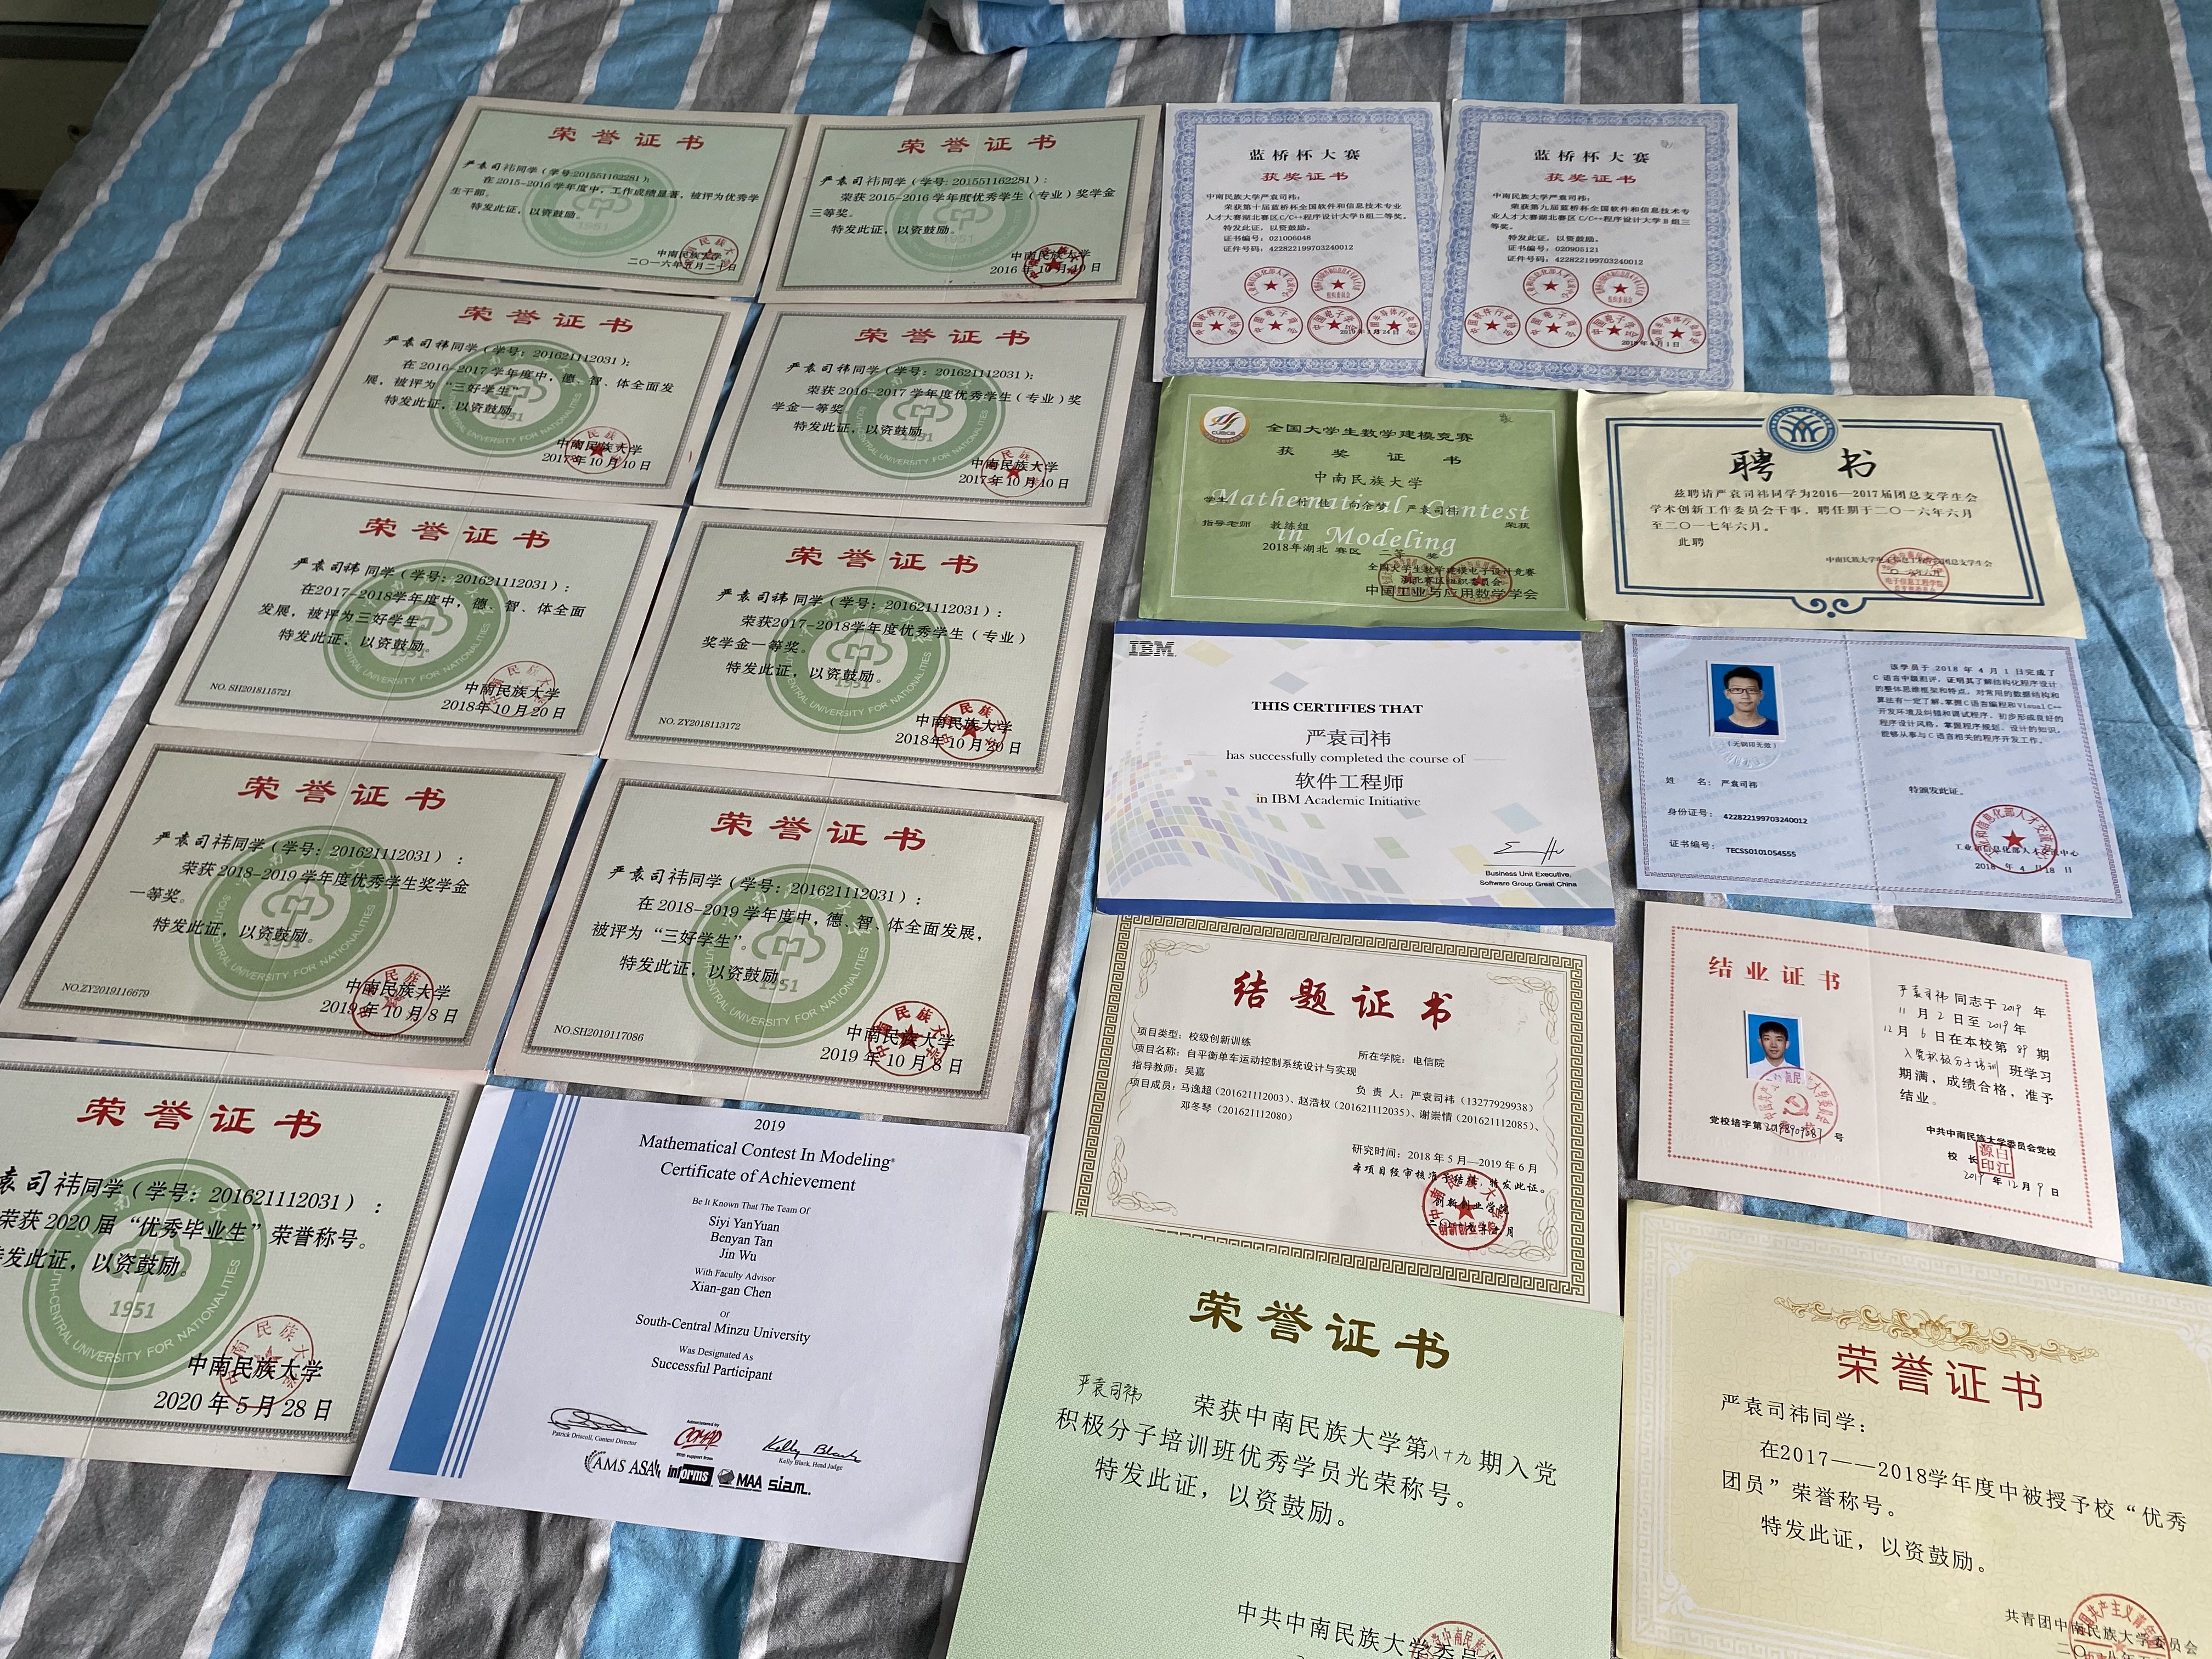 荣誉证书
严袁司祎同学（学号:201551162281):
在2015-2016学年度中，工作成绩显著，被评为优秀学
生干部。
特发此证，以资鼓励。
1951
中南民族大学
荣誉证书
严袁司祎同学（学号:201551162281):
荣获2015-2016学年度优秀学生（专业）奖学金
三等奖。
特发此证，以资鼓励。
中南民族大学
2016年10月10日
荣誉证书
严袁司祎同学（学号: 201621112031):
在2016-2017学年度中，德、智、体全面发
展，被评为“三好学生”
特发此证，以资鼓励。
1951
中南民族大学
2017年10月10日
荣誉证书
严袁司祎同学（学号: 201621112031):
荣获2016-2017学年度优秀学生（专业）奖
学金一等奖
特发此证，以资鼓励。
中南民族大学
2017年10月10日
荣誉证书
严袁司祎同学（学号: 201621112031):
在2017-2018学年度中，德、智、体全面
发展，被评为三好学生
特发此证，以资鼓励。
NO. SH2018115721
中南民族大学
2018年10月20日
荣誉证书
严袁司祎同学（学号: 201621112031):
荣获2017-2018学年度优秀学生（专业）
奖学金一等奖
特发此证，以资鼓励。
1951
NO. ZY2018113172
中南民族大学
2018年10月20日
荣誉证书
严袁司祎同学（学号: 201621112031):
荣获2018-2019学年度优秀学生奖学金
一等奖。
特发此证，以资鼓励。
NO.ZY2019116679
中南民族大学
2019年10月8日
荣誉证书
严袁司祎同学（学号: 201621112031):
在2018-2019学年度中，德、智、体全面发展，
被评为“三好学生”.
特发此证，以资鼓励。
1951
NO.SH2019117086
中南民族大学
2019年10月8日
荣誉证书
袁司祎同学（学号: 201621112031):
荣获2020届“优秀毕业生”荣誉称号。
发此证，以资鼓励。
1951
中南民族大学
2020年5月28日
2019
Mathematical Contest In Modeling®
Certificate of Achievement
Be It Known That The Team Of
Siyi YanYuan
Benyan Tan
Jin Wu
With Faculty Advisor
Xian-gan Chen
Of
South-Central Minzu University
Was Designated As
Successful Participant
Patrick Driscoll, Contest Director
Administered by
COMAP
With support from
Kelly Black, Head Judge
AMS ASA informs MAA siam.
蓝桥杯大赛
获奖证书
中南民族大学严袁司祎:
荣获第十届蓝桥杯全国软件和信息技术专业
人才大赛湖北赛区C/C++程序设计大学B组二等奖。
特发此证，以资鼓励。
证书编号: 021006048
证件号码: 422822199703240012
蓝桥杯大赛
获奖证书
中南民族大学严袁司祎:
荣获第九届蓝桥杯全国软件和信息技术专
业人才大赛湖北赛区C/C++程序设计大学B组三
等奖。
特发此证，以资鼓励。
证书编号: 020905121
证件号码: 422822199703240012
全国大学生数学建模竞赛
获奖证书
中南民族大学
Mathematical Contest
in Modeling
学生 严袁司祎 荣获
指导老师 教练组
2018年湖北 赛区 二等 奖
全国大学生数学建模电子设计竞赛
湖北赛区组织委员会
中国工业与应用数学学会
聘 书
兹聘请严袁司祎同学为2016—2017届团总支学生会
学术创新工作委员会干事，聘任期于二〇一六年六月
至二〇一七年六月。
此聘
IBM
THIS CERTIFIES THAT
严袁司祎
has successfully completed the course of
软件工程师
in IBM Academic Initiative
Business Unit Executive,
Software Group Great China
该学员于2018年4月1日完成了
C语言中级测评，证明其了解结构化程序设计
的整体思维框架和特点，对常用的数据结构和
算法有一定了解，掌握C语言编程和Visual C++
开发环境及纠错和调试程序，初步形成良好的
程序设计风格，掌握程序规划、设计的知识，
能够从事与C语言相关的程序开发工作。
（无钢印无效）
姓 名: 严袁司祎
身份证号: 422822199703240012
证书编号: TECSS0101054555
特颁发此证。
工业和信息化部人才交流中心
2018年4月18日
结题证书
项目类型: 校级创新训练 所在学院: 电信院
项目名称: 自平衡单车运动控制系统设计与实现
指导教师: 吴嘉 负责人: 严袁司祎 (13277929938)
项目成员: 马逸超 (201621112003)、赵浩权 (201621112035)、谢崇情 (201621112085)、
邓冬琴 (201621112080)
研究时间: 2018年5月—2019年6月
本项目经审核准予结题，特发此证。
创新创业学院
结业证书
严袁司祎 同志于2019年
11月2日至2019年
12月6日在本校第89期
入党积极分子培训 班学习
期满，成绩合格，准予
结业。
中共中南民族大学委员会党校
校长
2019年12月9日
荣誉证书
严袁司祎 荣获中南民族大学第八十九期入党
积极分子培训班优秀学员光荣称号。
特发此证，以资鼓励。
中共中南民族大学委员
荣誉证书
严袁司祎同学:
在2017——2018学年度中被授予校“优秀
团员”荣誉称号。
特发此证，以资鼓励。
共青团中南民族大学委员会